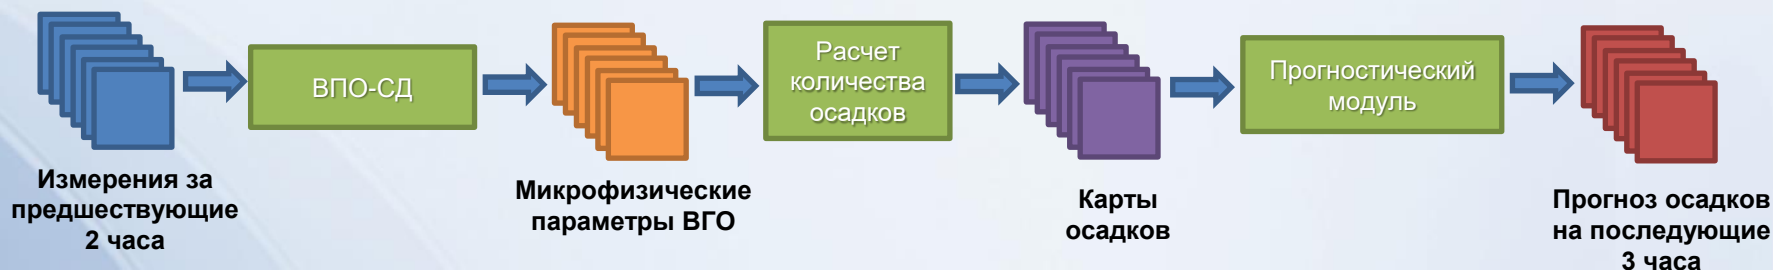 ВПО-СД
Расчет
количества
осадков
Прогностический
модуль
Измерения за
предшествующие
2 часа
Микрофизические
параметры ВГО
Карты
осадков
Прогноз осадков
на последующие
3 часа